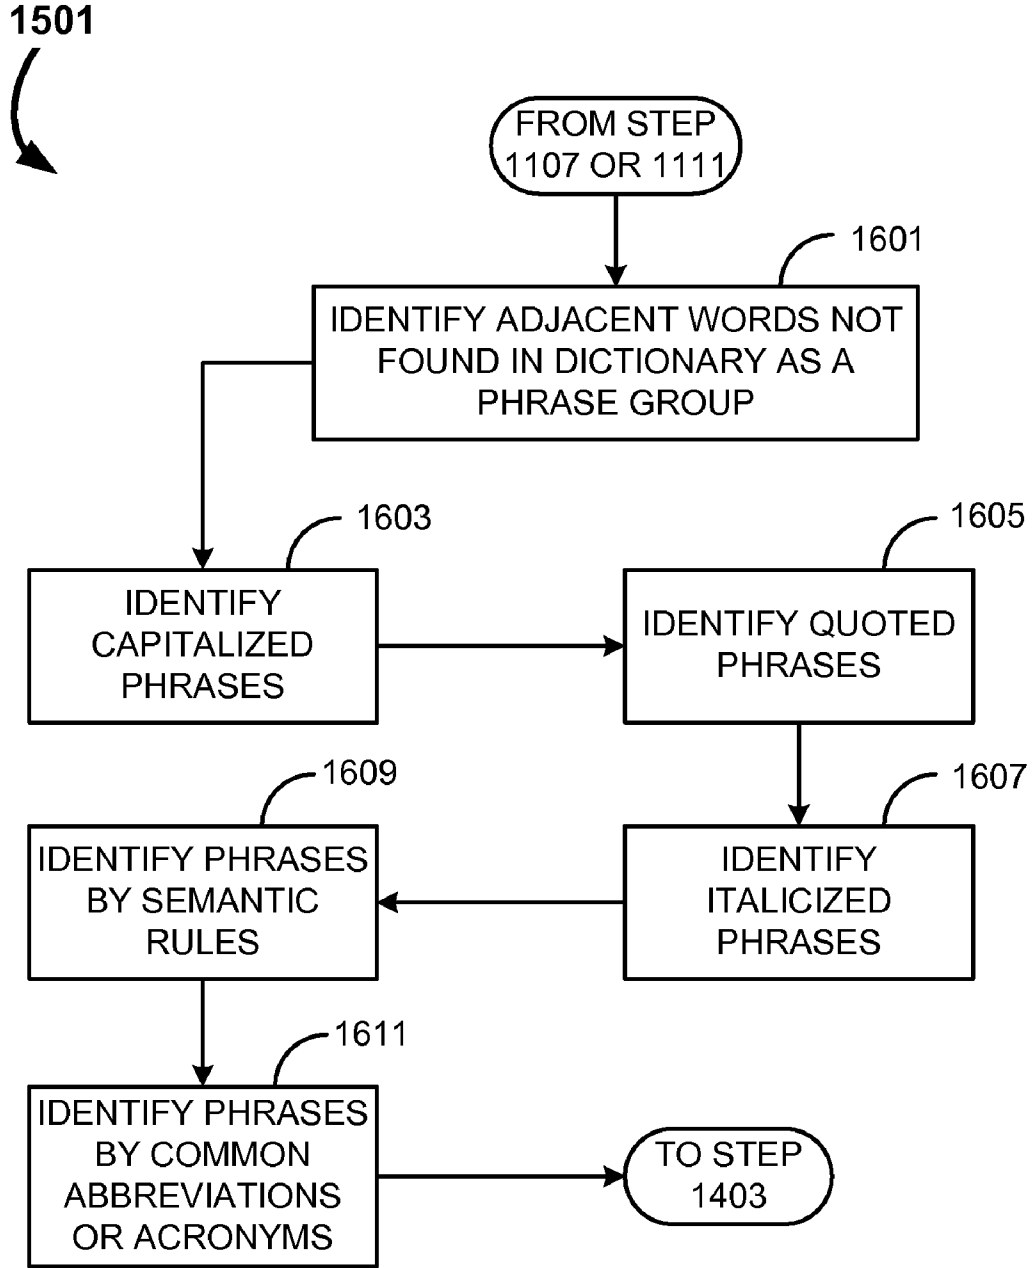 1501
FROM STEP
1107 OR 1111
1601
IDENTIFY ADJACENT WORDS NOT
FOUND IN DICTIONARY AS A
PHRASE GROUP
1603
IDENTIFY
CAPITALIZED
PHRASES
1605
IDENTIFY QUOTED
PHRASES
1607
IDENTIFY
ITALICIZED
PHRASES
1609
IDENTIFY PHRASES
BY SEMANTIC
RULES
1611
IDENTIFY PHRASES
BY COMMON
ABBREVIATIONS
OR ACRONYMS
TO STEP
1403